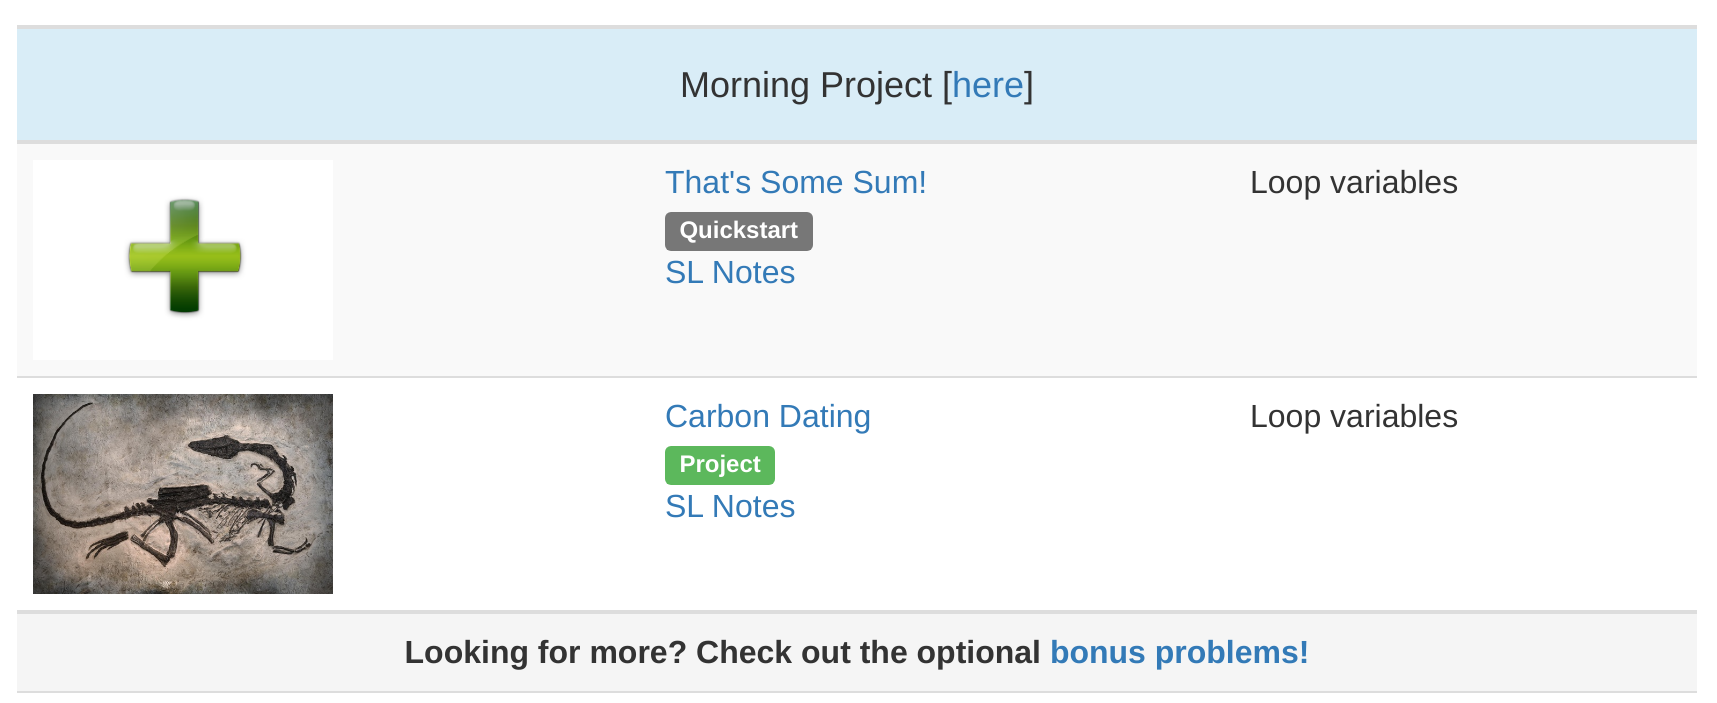 Morning Project [here]
That's Some Sum!
Loop variables
Quickstart
SL Notes
Carbon Dating
Loop variables
Project
SL Notes
Looking for more? Check out the optional bonus problems!